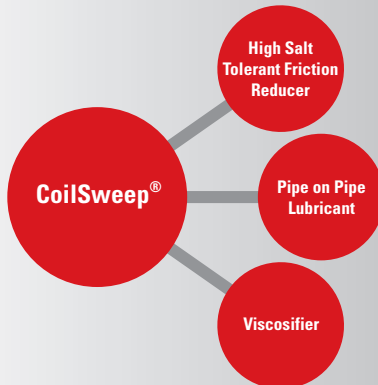 High Salt
Tolerant Friction
Reducer
CoilSweep®
Pipe on Pipe
Lubricant
Viscosifier